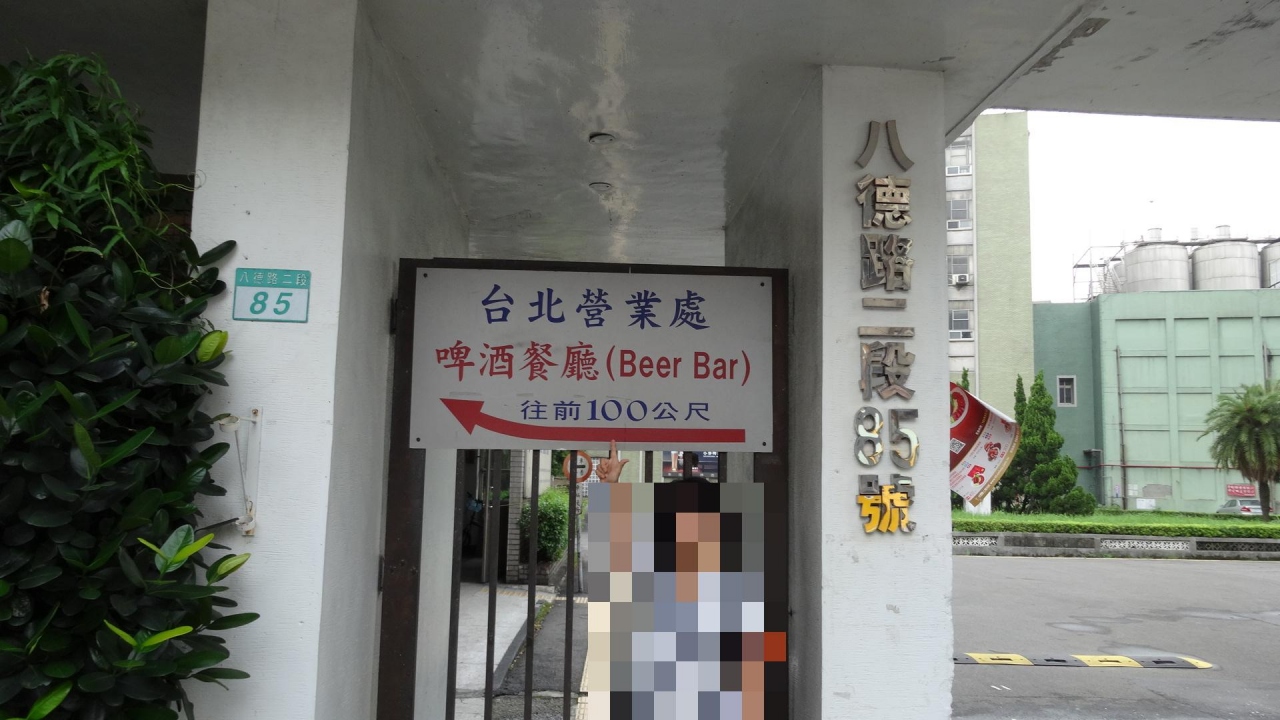 八德路二段
85
台北營業處
啤酒餐廳(Beer Bar)
往前100公尺
八德路二段85號